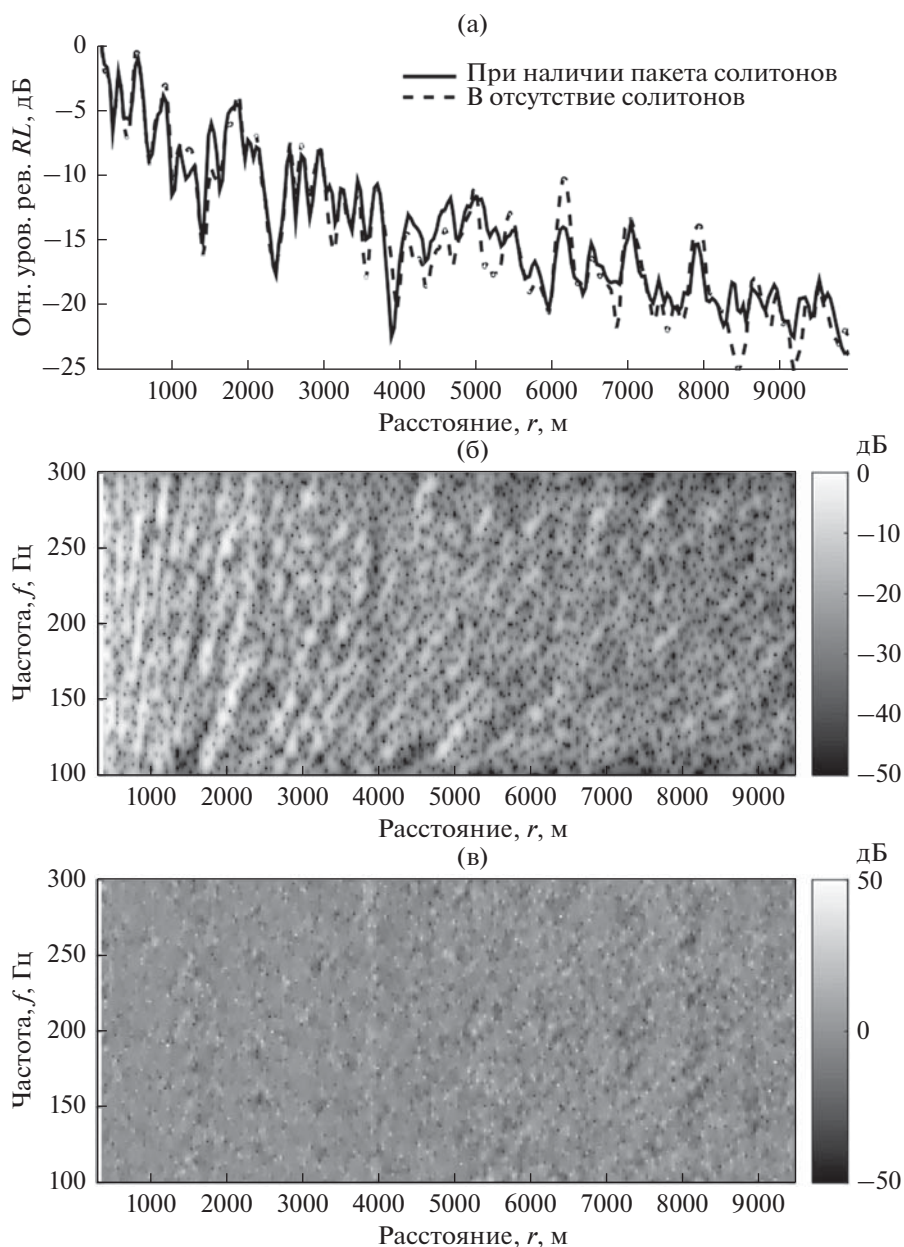 (а)
0
−5
−10
−15
−20
−25
Отн. уров. рев. RL, дБ
При наличии пакета солитонов
В отсутствие солитонов
1000 2000 3000 4000 5000 6000 7000 8000 9000
Расстояние, r, м
(б)
дБ
300
250
200
150
100
Частота, f, Гц
0
−10
−20
−30
−40
−50
1000 2000 3000 4000 5000 6000 7000 8000 9000
Расстояние, r, м
(в)
дБ
300
250
200
150
100
Частота, f, Гц
50
0
−50
1000 2000 3000 4000 5000 6000 7000 8000 9000
Расстояние, r, м